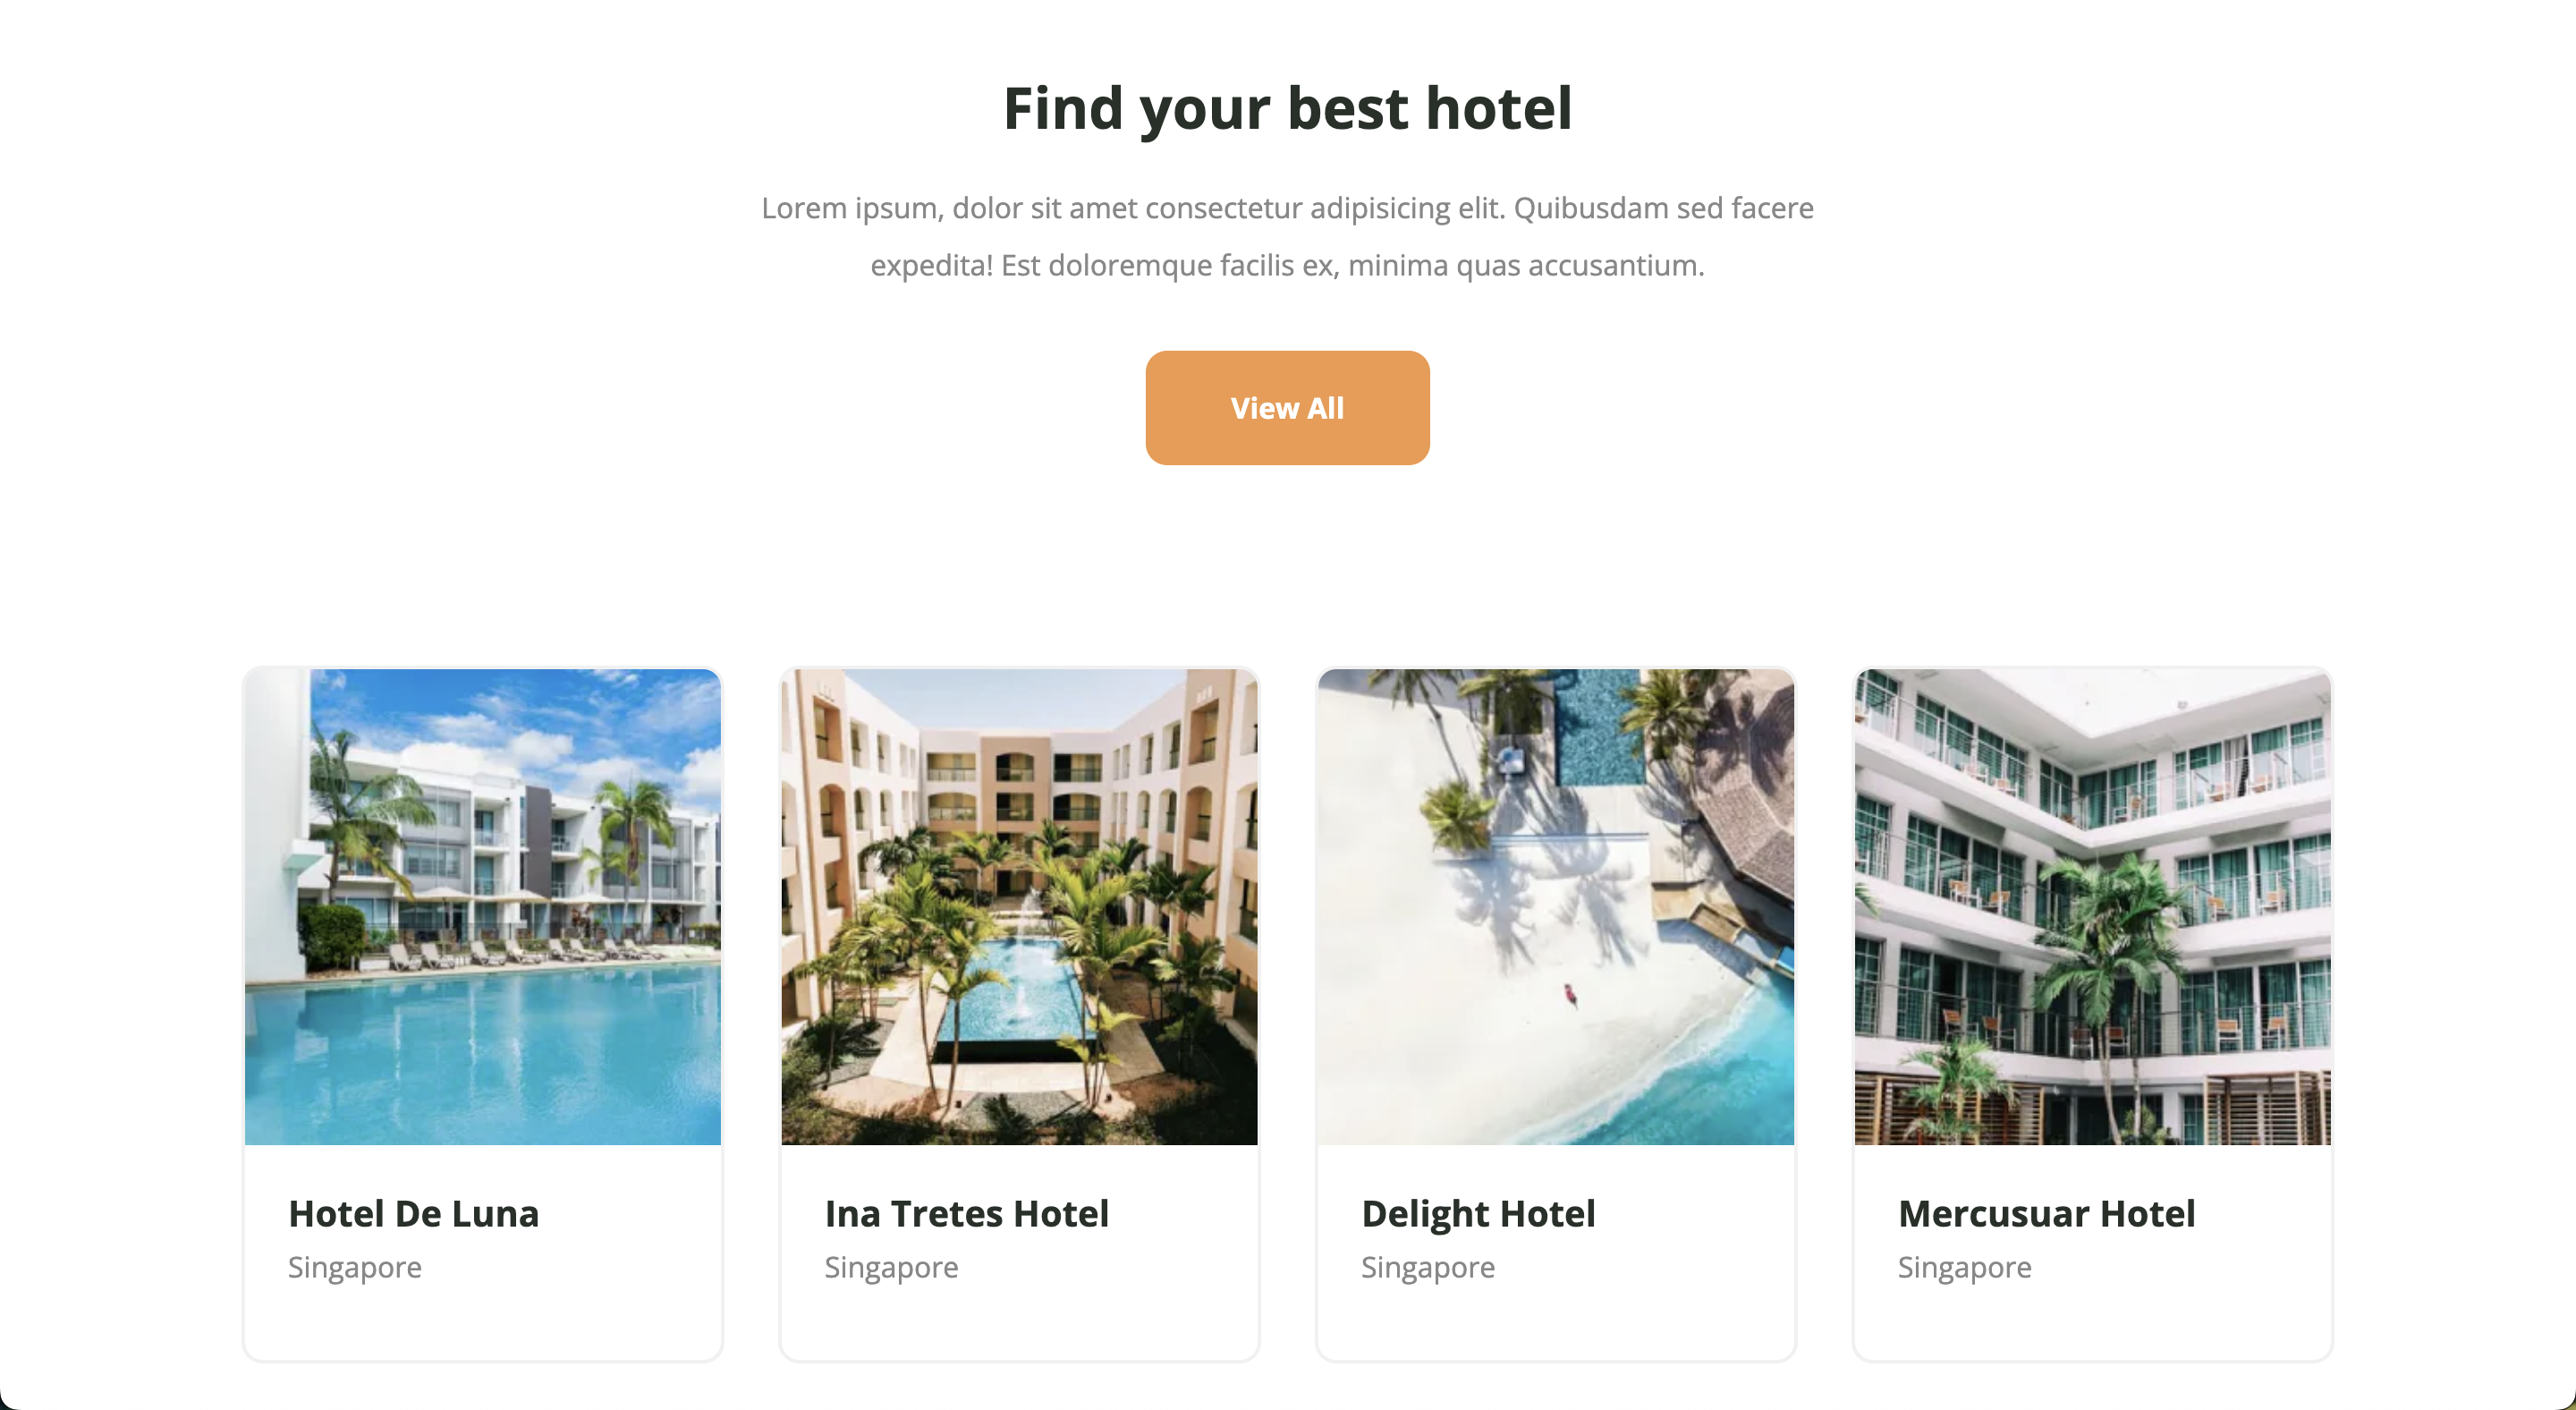 Find your best hotel
Lorem ipsum, dolor sit amet consectetur adipisicing elit. Quibusdam sed facere
expedita! Est doloremque facilis ex, minima quas accusantium.
View All
Hotel De Luna
Singapore
Ina Tretes Hotel
Singapore
Delight Hotel
Singapore
Mercusuar Hotel
Singapore